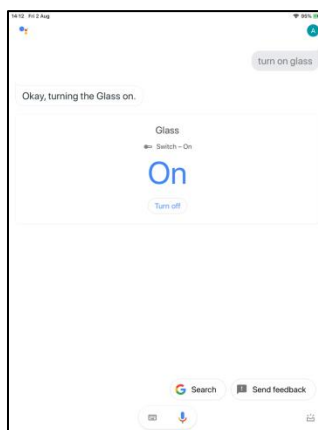 14:12 Fri 2 Aug
95%
A
turn on glass
Okay, turning the Glass on.
Glass
Switch – On
On
Turn off
Search
Send feedback